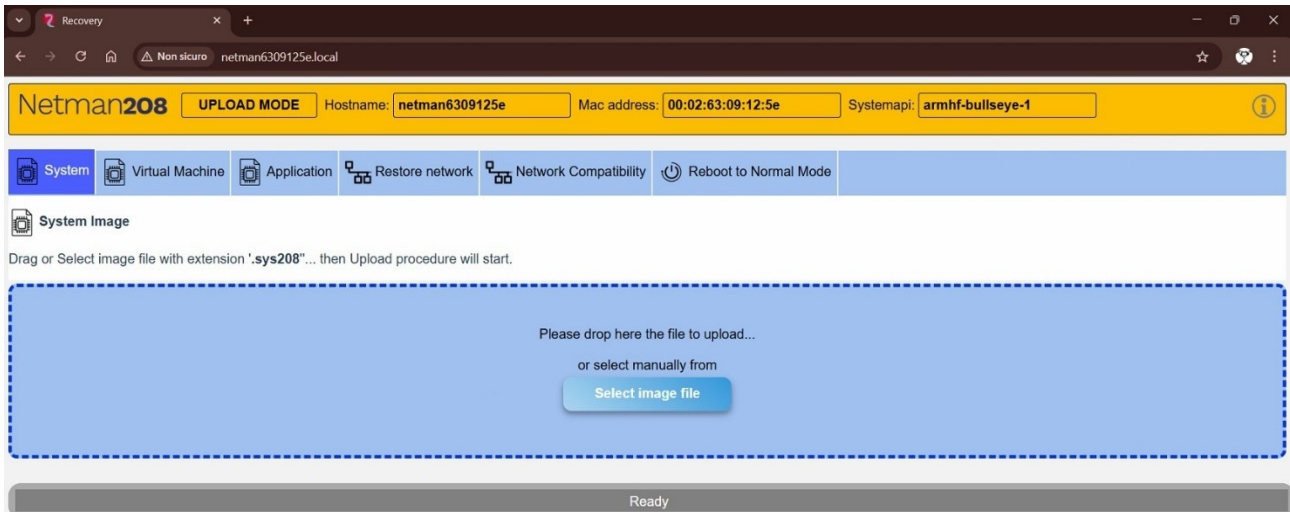 Recovery
Non sicuro netman6309125e.local
Netman208 UPLOAD MODE Hostname: netman6309125e Mac address: 00:02:63:09:12:5e Systemapi: armhf-bullseye-1
System Virtual Machine Application Restore network Network Compatibility Reboot to Normal Mode
System Image
Drag or Select image file with extension '.sys208"... then Upload procedure will start.
Please drop here the file to upload...
or select manually from
Select image file
Ready